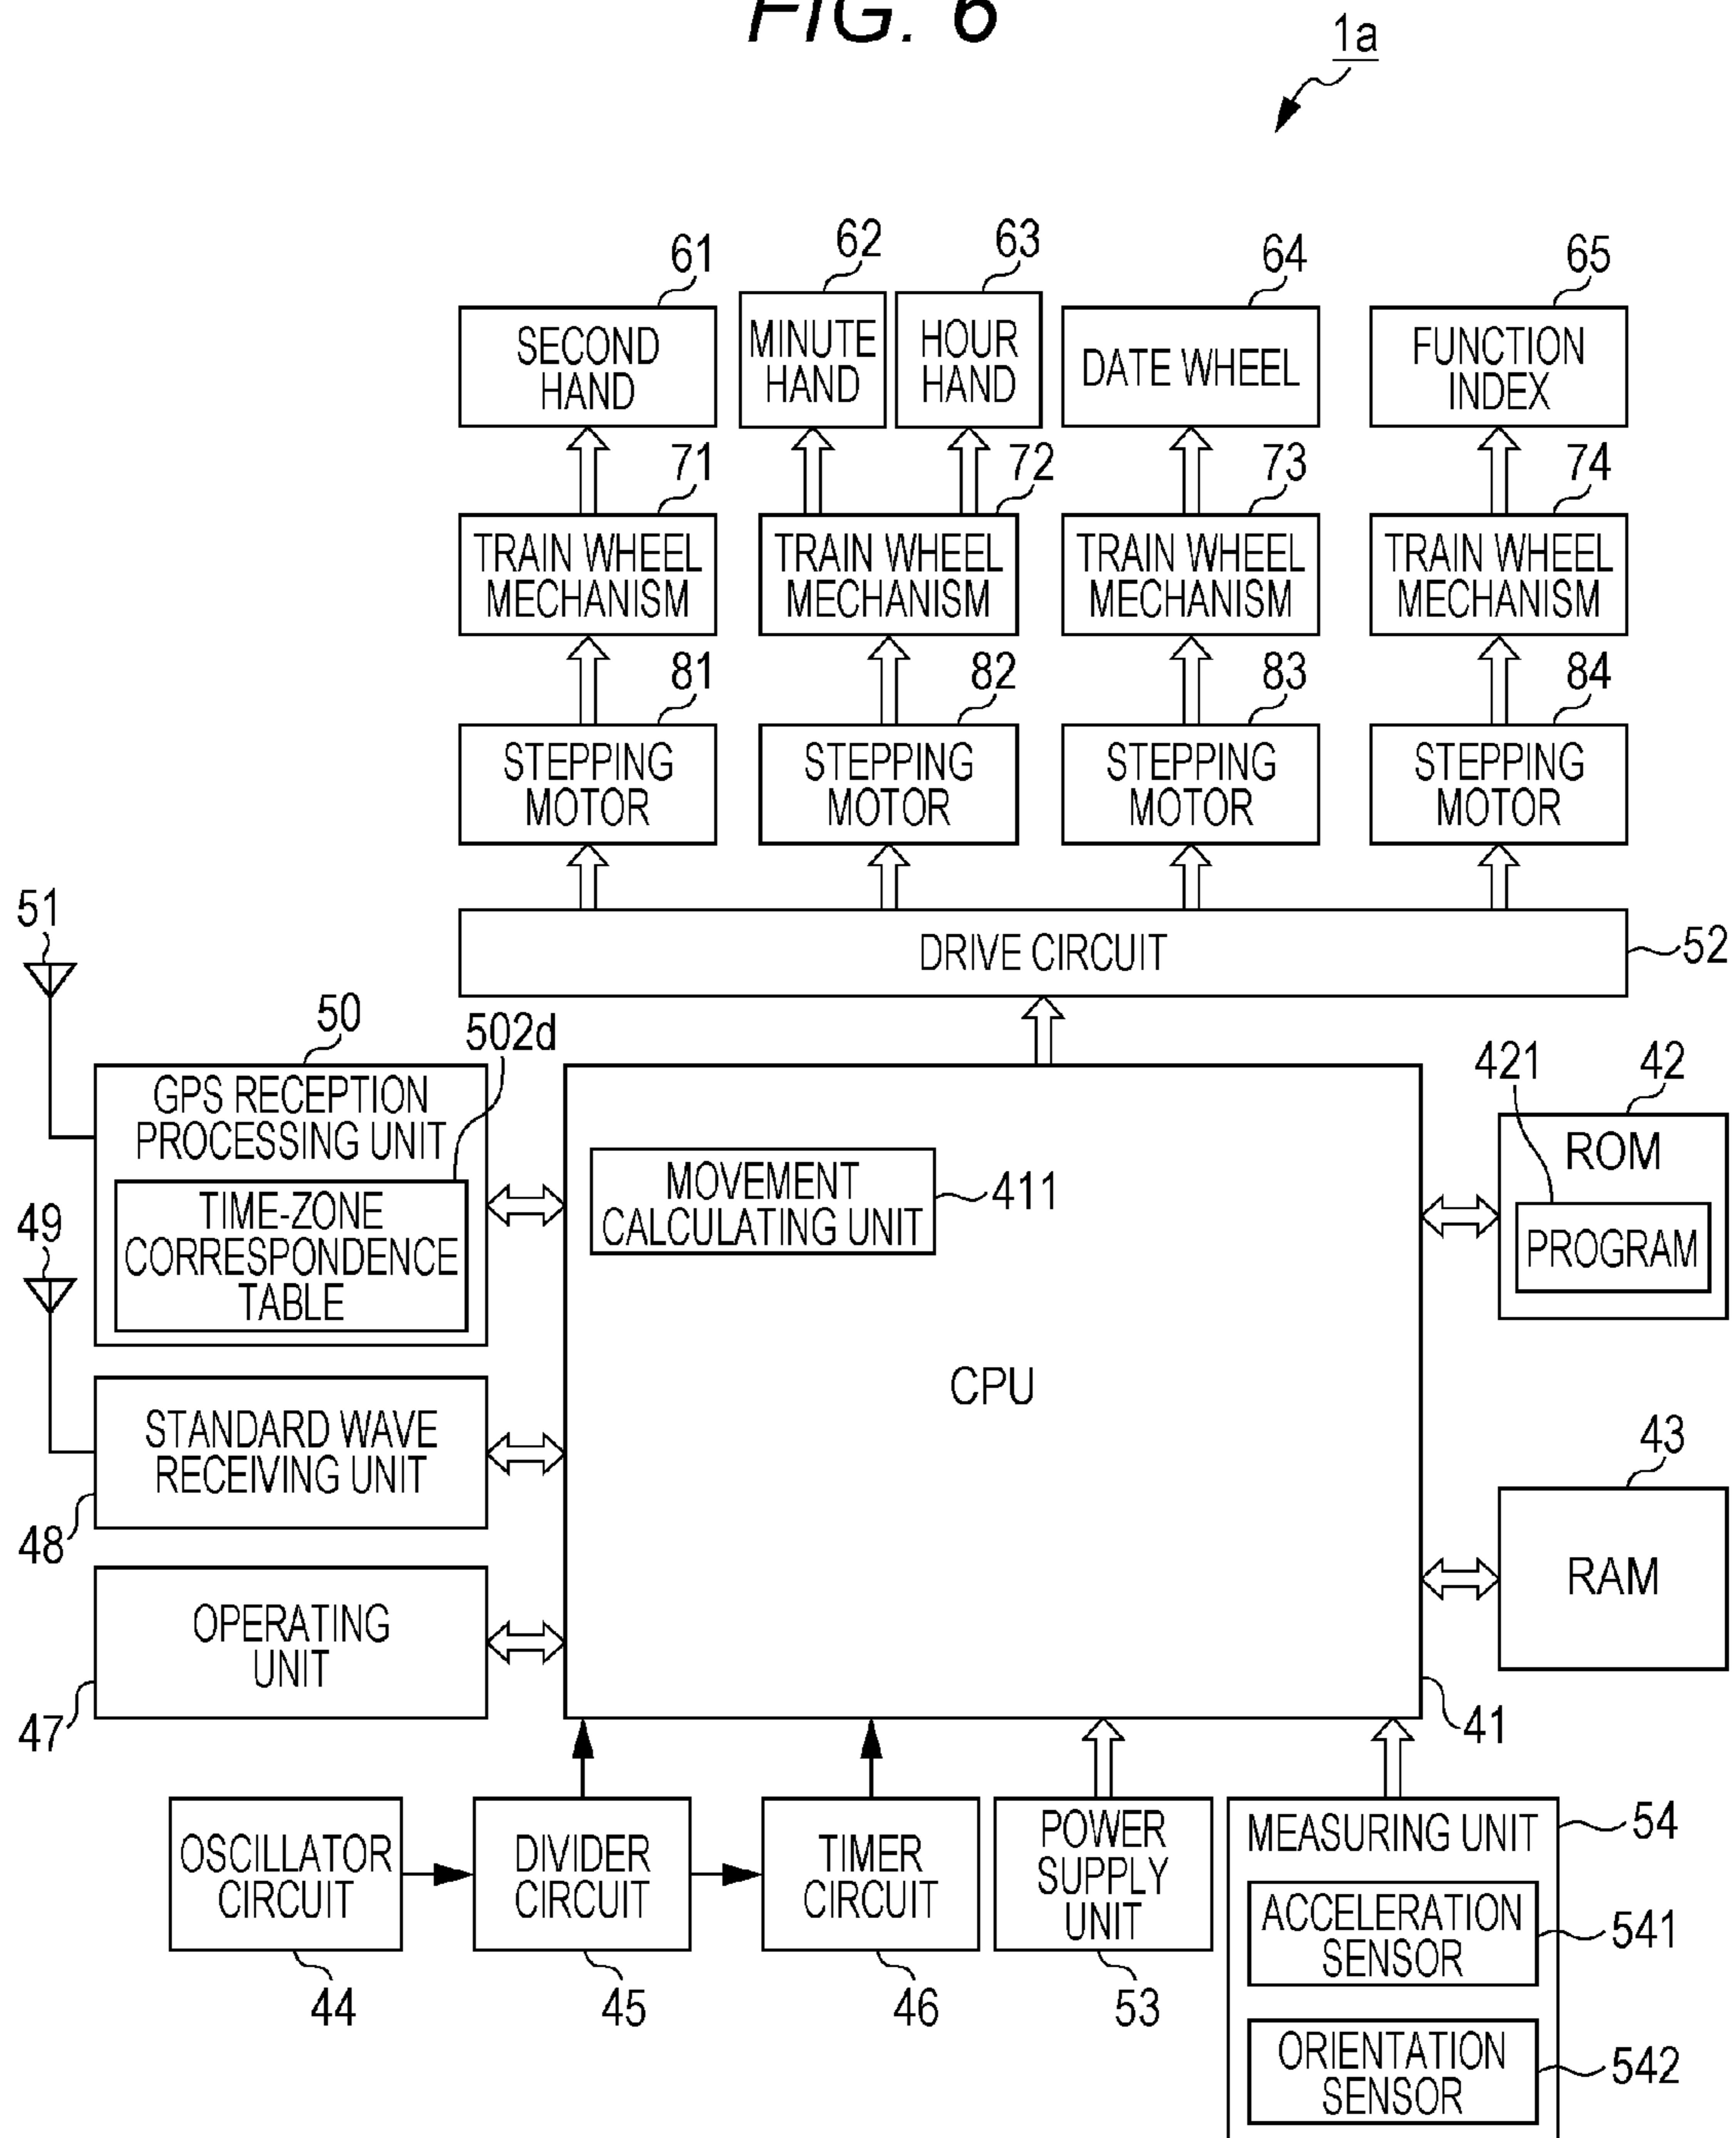 FIG. 6
1a
61
62
63
64
65
SECOND
HAND
MINUTE
HAND
HOUR
HAND
DATE WHEEL
FUNCTION
INDEX
71
72
73
74
TRAIN WHEEL
MECHANISM
TRAIN WHEEL
MECHANISM
TRAIN WHEEL
MECHANISM
TRAIN WHEEL
MECHANISM
81
82
83
84
STEPPING
MOTOR
STEPPING
MOTOR
STEPPING
MOTOR
STEPPING
MOTOR
51
DRIVE CIRCUIT
52
50
502d
GPS RECEPTION
PROCESSING UNIT
TIME-ZONE
CORRESPONDENCE
TABLE
49
MOVEMENT
CALCULATING UNIT
411
421
42
ROM
PROGRAM
CPU
STANDARD WAVE
RECEIVING UNIT
48
43
RAM
OPERATING
UNIT
47
41
OSCILLATOR
CIRCUIT
44
DIVIDER
CIRCUIT
45
TIMER
CIRCUIT
46
POWER
SUPPLY
UNIT
53
MEASURING UNIT
54
ACCELERATION
SENSOR
541
ORIENTATION
SENSOR
542